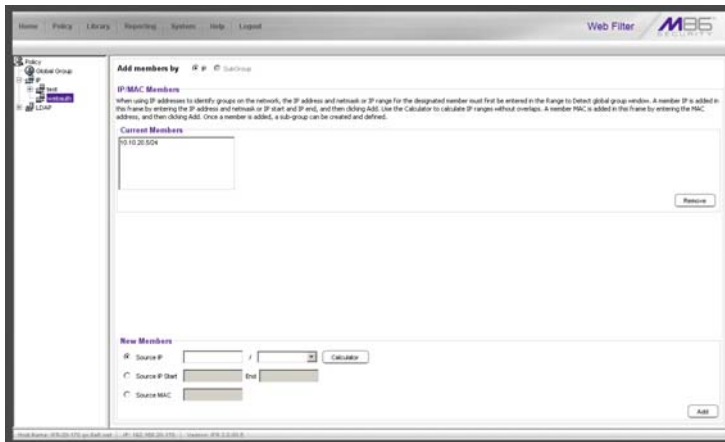 Home Policy Library Reporting System Help Logout
Web Filter
M86
SECURITY
Policy
Global Group
IP
test
webauth
LDAP
Add members by IP SubGroup
IP/MAC Members
When using IP addresses to identify groups on the network, the IP address and netmask or IP range for the designated member must first be entered in the Range to Detect global group window. A member IP is added in
this frame by entering the IP address and netmask or IP start and IP end, and then clicking Add. Use the Calculator to calculate IP ranges without overlaps. A member MAC is added in this frame by entering the MAC
address, and then clicking Add. Once a member is added, a sub-group can be created and defined.
Current Members
10.10.20.5/24
Remove
New Members
Source IP / Calculator
Source IP Start End
Source MAC
Add